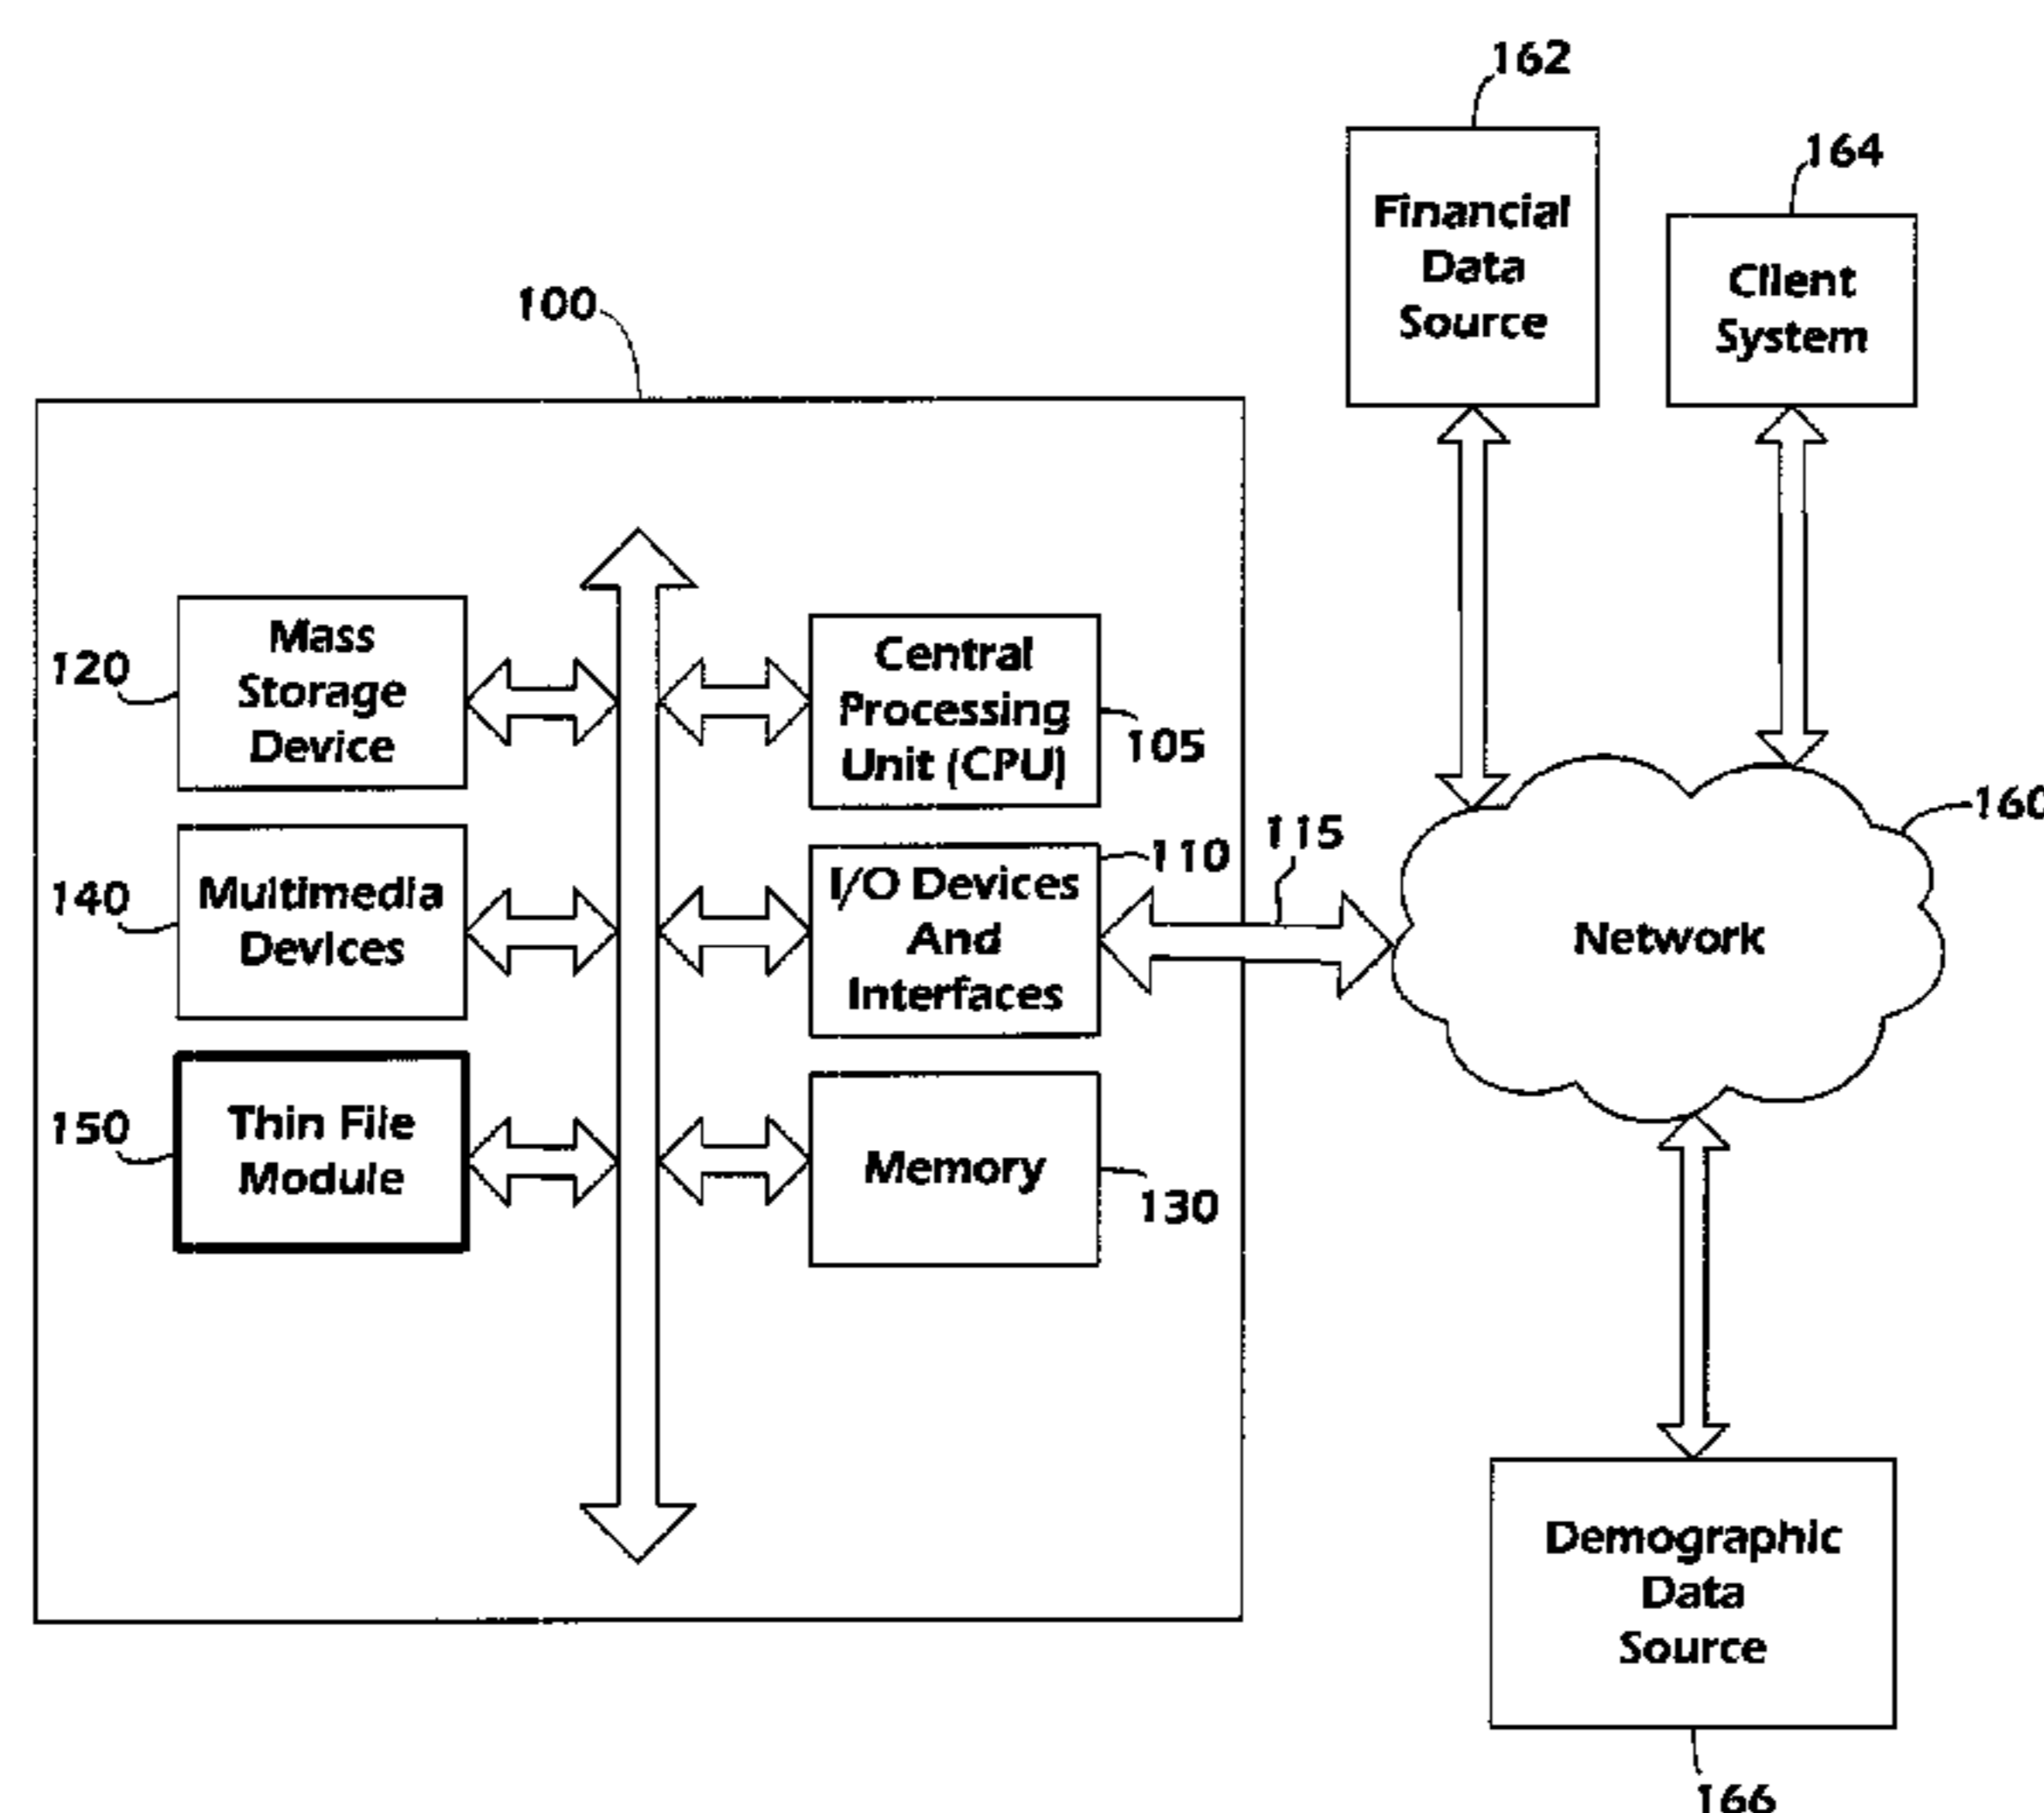 162
164
Financial
Data
Source
Client
System
100
Mass
Storage
Device
120
Central
Processing
Unit (CPU)
105
160
115
110
Multimedia
Devices
140
I/O Devices
And
Interfaces
Network
Thin File
Module
150
Memory
130
Demographic
Data
Source
166